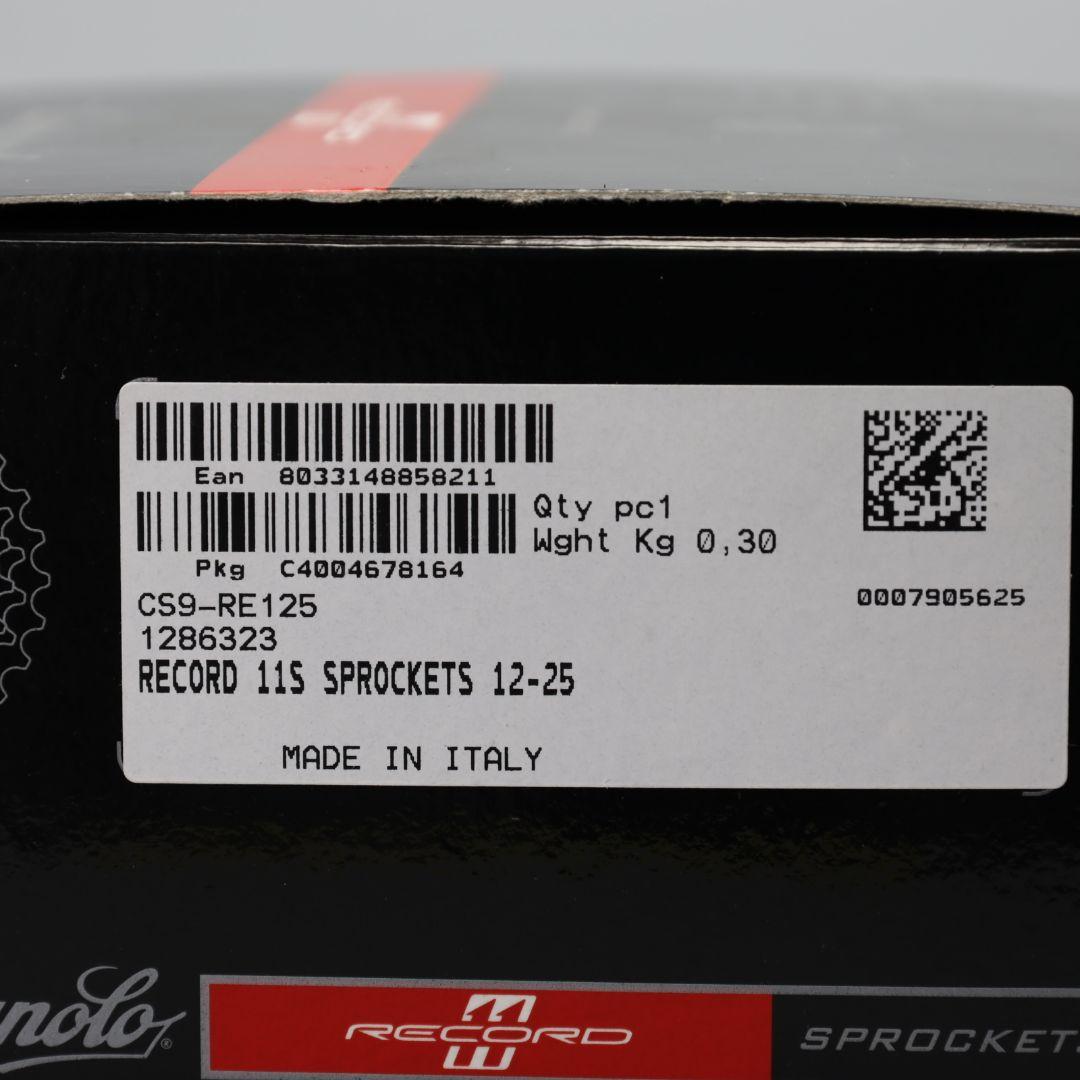 Ean 8033148858211
Qty pc1
Wght Kg 0,30
Pkg C4004678164
0007905625
CS9-RE125
1286323
RECORD 11S SPROCKETS 12-25
MADE IN ITALY
RECORD